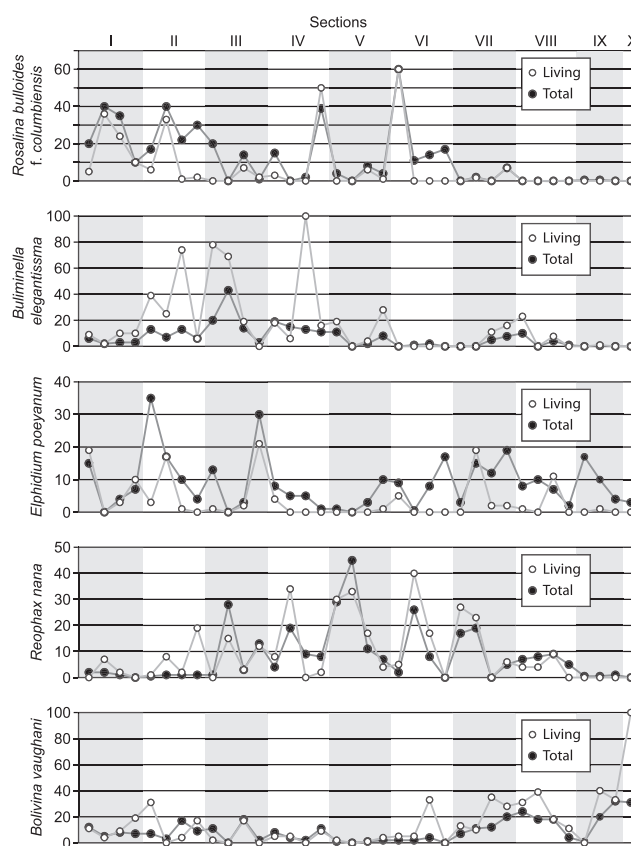 Sections
I II III IV V VI VII VIII IX X
Rosalina bulloides
f. columbiensis
60
40
20
0
Living
Total
Buliminella
elegantissma
100
80
60
40
20
0
Living
Total
Elphidium poeyanum
40
30
20
10
0
Living
Total
Reophax nana
50
40
30
20
10
0
Living
Total
Bolivina vaughani
100
80
60
40
20
0
Living
Total